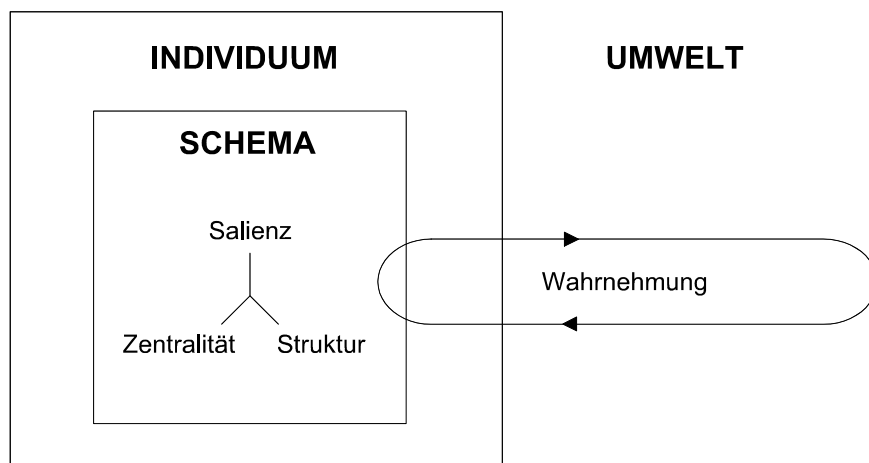 INDIVIDUUM
UMWELT
SCHEMA
Salienz
Wahrnehmung
Zentralität
Struktur